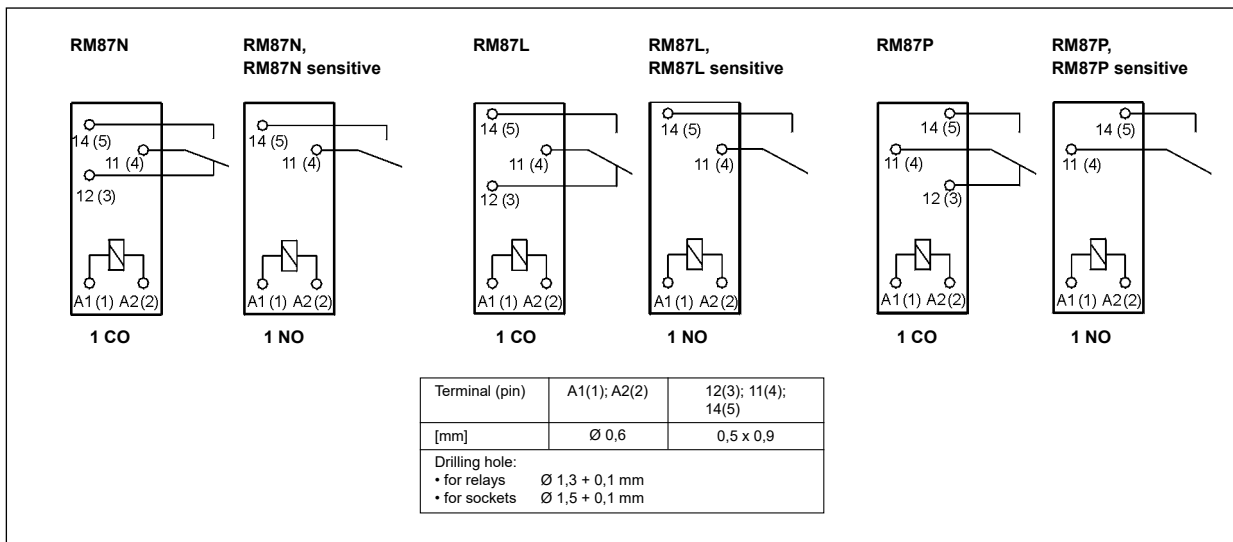 RM87N
RM87N,
RM87N sensitive
RM87L
RM87L,
RM87L sensitive
RM87P
RM87P,
RM87P sensitive
14 (5)
11 (4)
12 (3)
A1 (1) A2 (2)
1 CO
14 (5)
11 (4)
A1 (1) A2 (2)
1 NO
14 (5)
11 (4)
12 (3)
A1 (1) A2 (2)
1 CO
14 (5)
11 (4)
A1 (1) A2 (2)
1 NO
14 (5)
11 (4)
12 (3)
A1 (1) A2 (2)
1 CO
14 (5)
11 (4)
A1 (1) A2 (2)
1 NO
Terminal (pin) A1(1); A2(2) 12(3); 11(4);
14(5)
[mm] Ø 0,6 0,5 x 0,9
Drilling hole:
• for relays Ø 1,3 + 0,1 mm
• for sockets Ø 1,5 + 0,1 mm